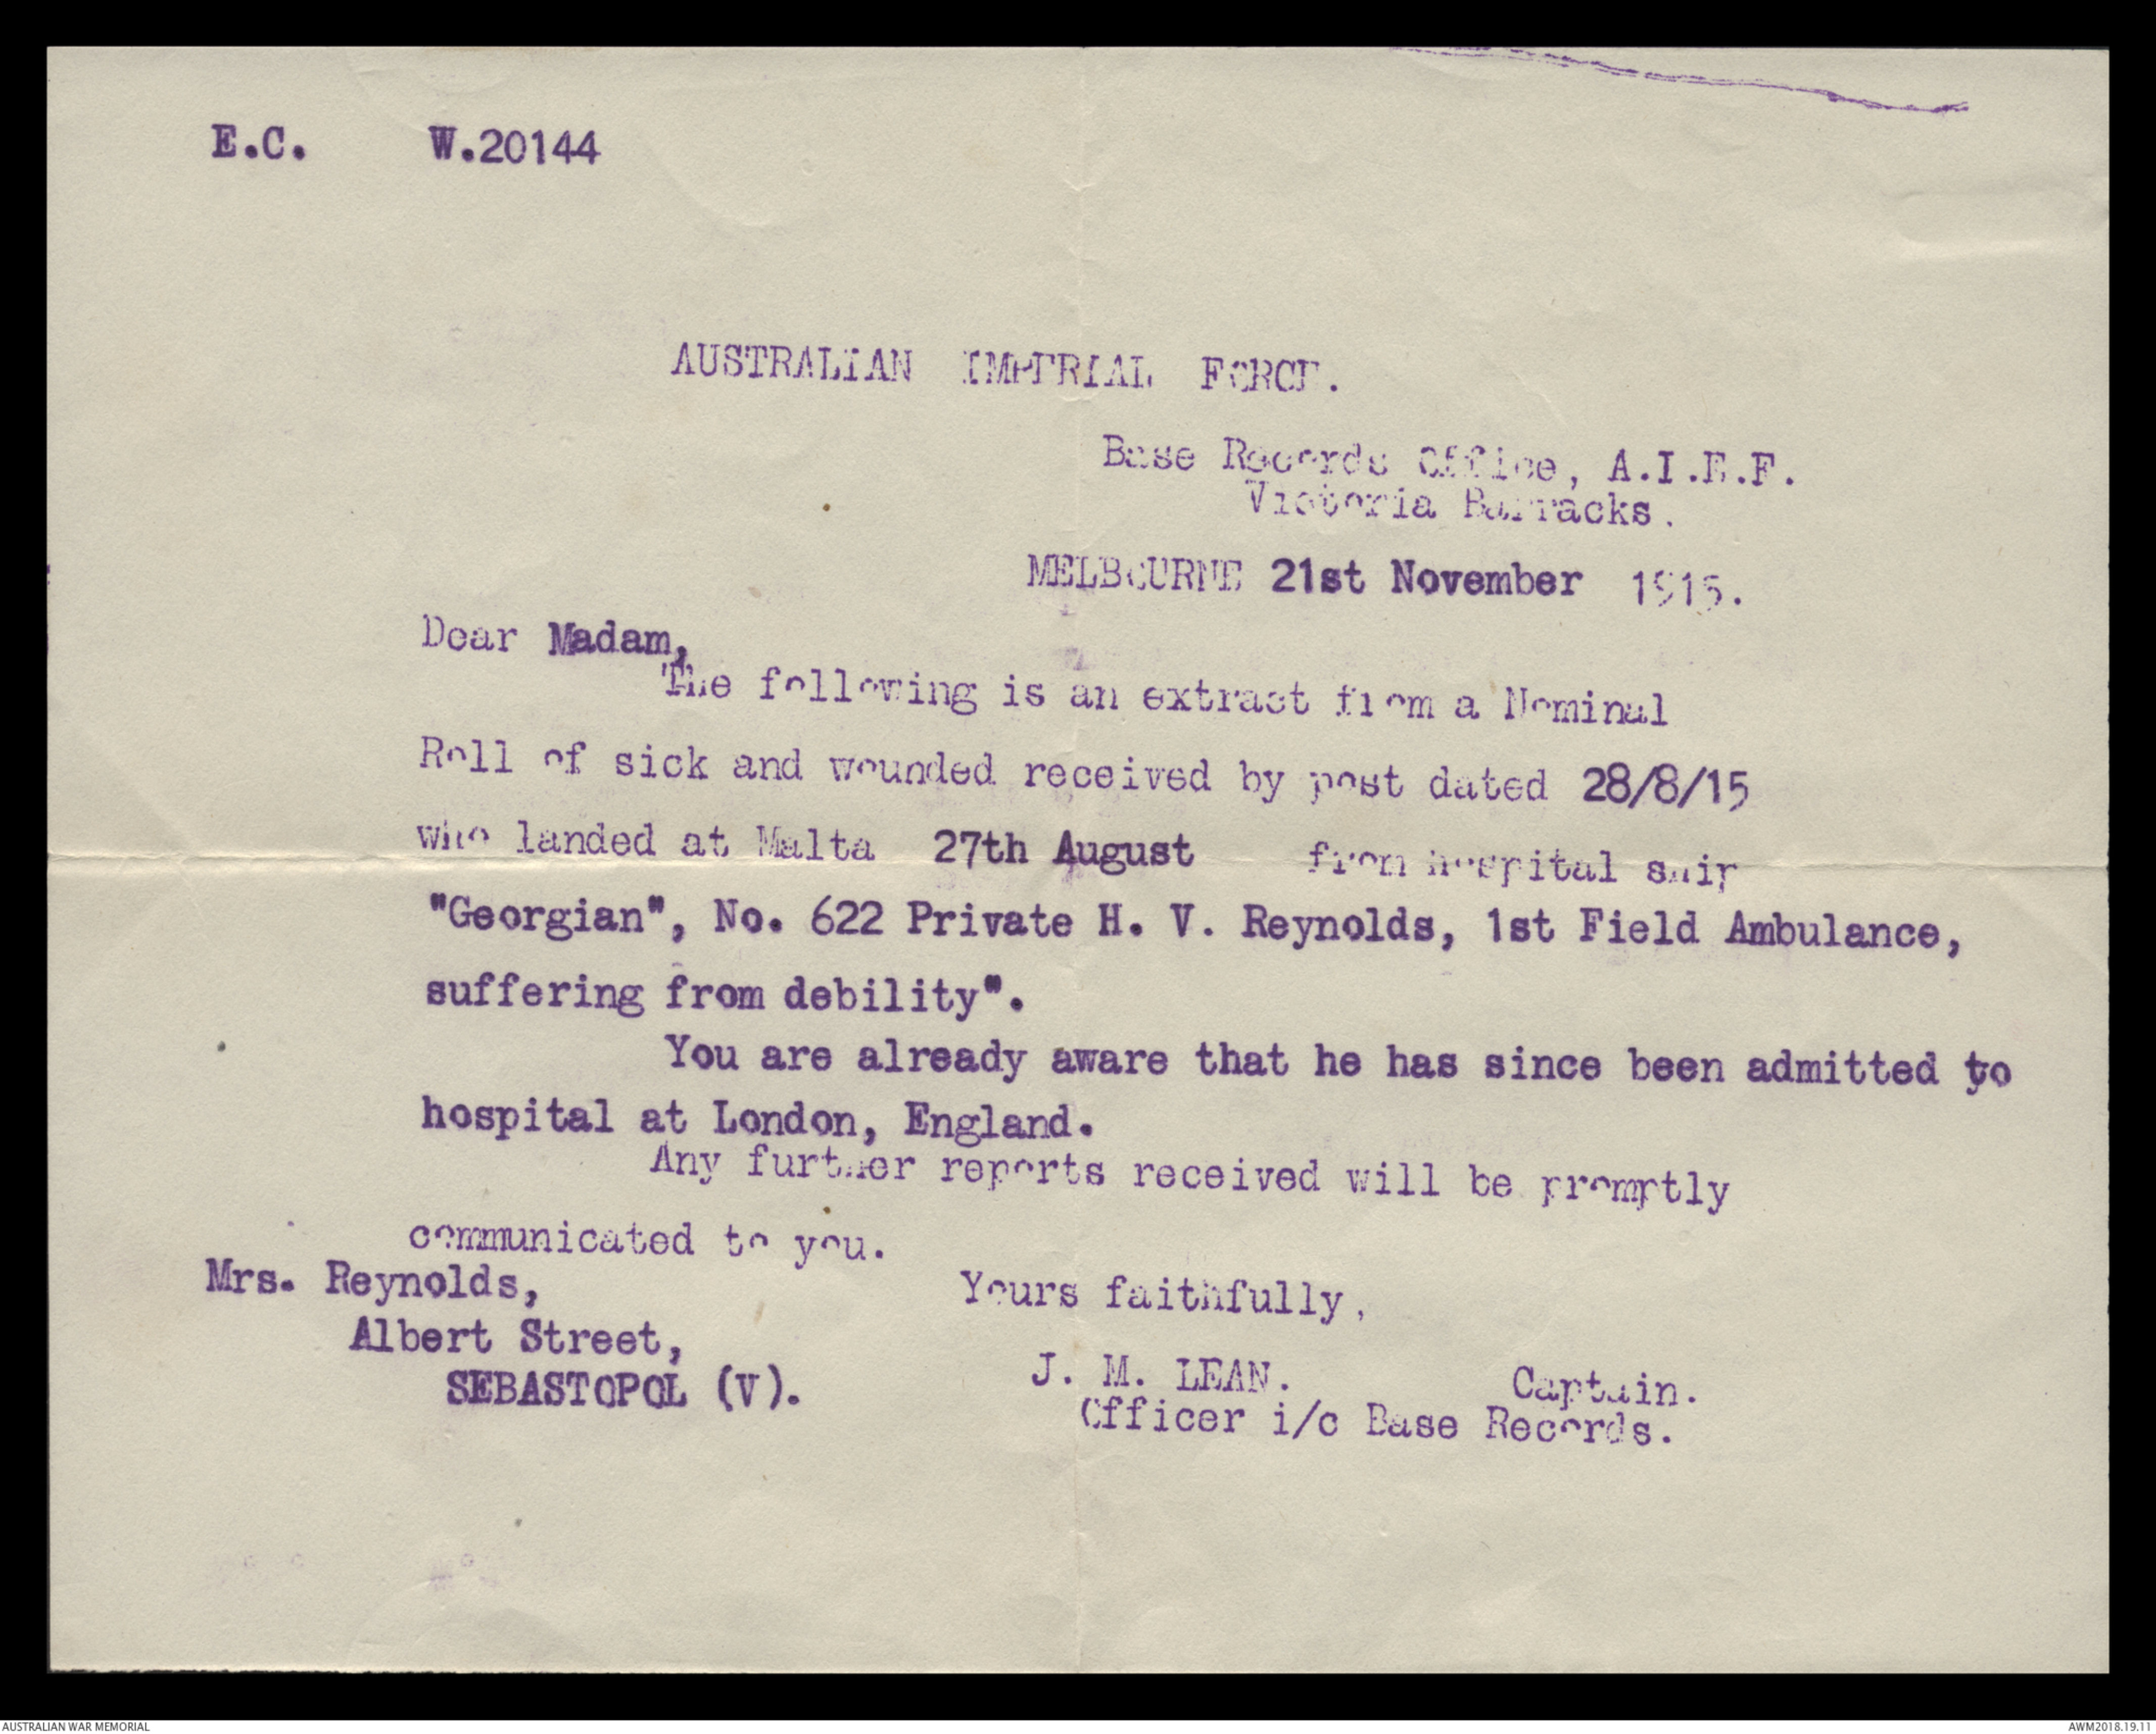 E.C. W.20144
AUSTRALIAN IMPERIAL FORCE.
Base Records Office, A.I.E.F.
Victoria Barracks.
MELBOURNE 21st November 1915.
Dear Madam,
The following is an extract from a Nominal
Roll of sick and wounded received by post dated 28/8/15
who landed at Malta 27th August from hospital ship
"Georgian", No. 622 Private H. V. Reynolds, 1st Field Ambulance,
suffering from debility".
You are already aware that he has since been admitted to
hospital at London, England.
Any further reports received will be promptly
communicated to you.
Mrs. Reynolds,
Albert Street,
SEBASTOPOL (V).
Yours faithfully,
J. M. LEAN. Captain.
Officer i/c Base Records.
AUSTRALIAN WAR MEMORIAL
AWM2018.19.11